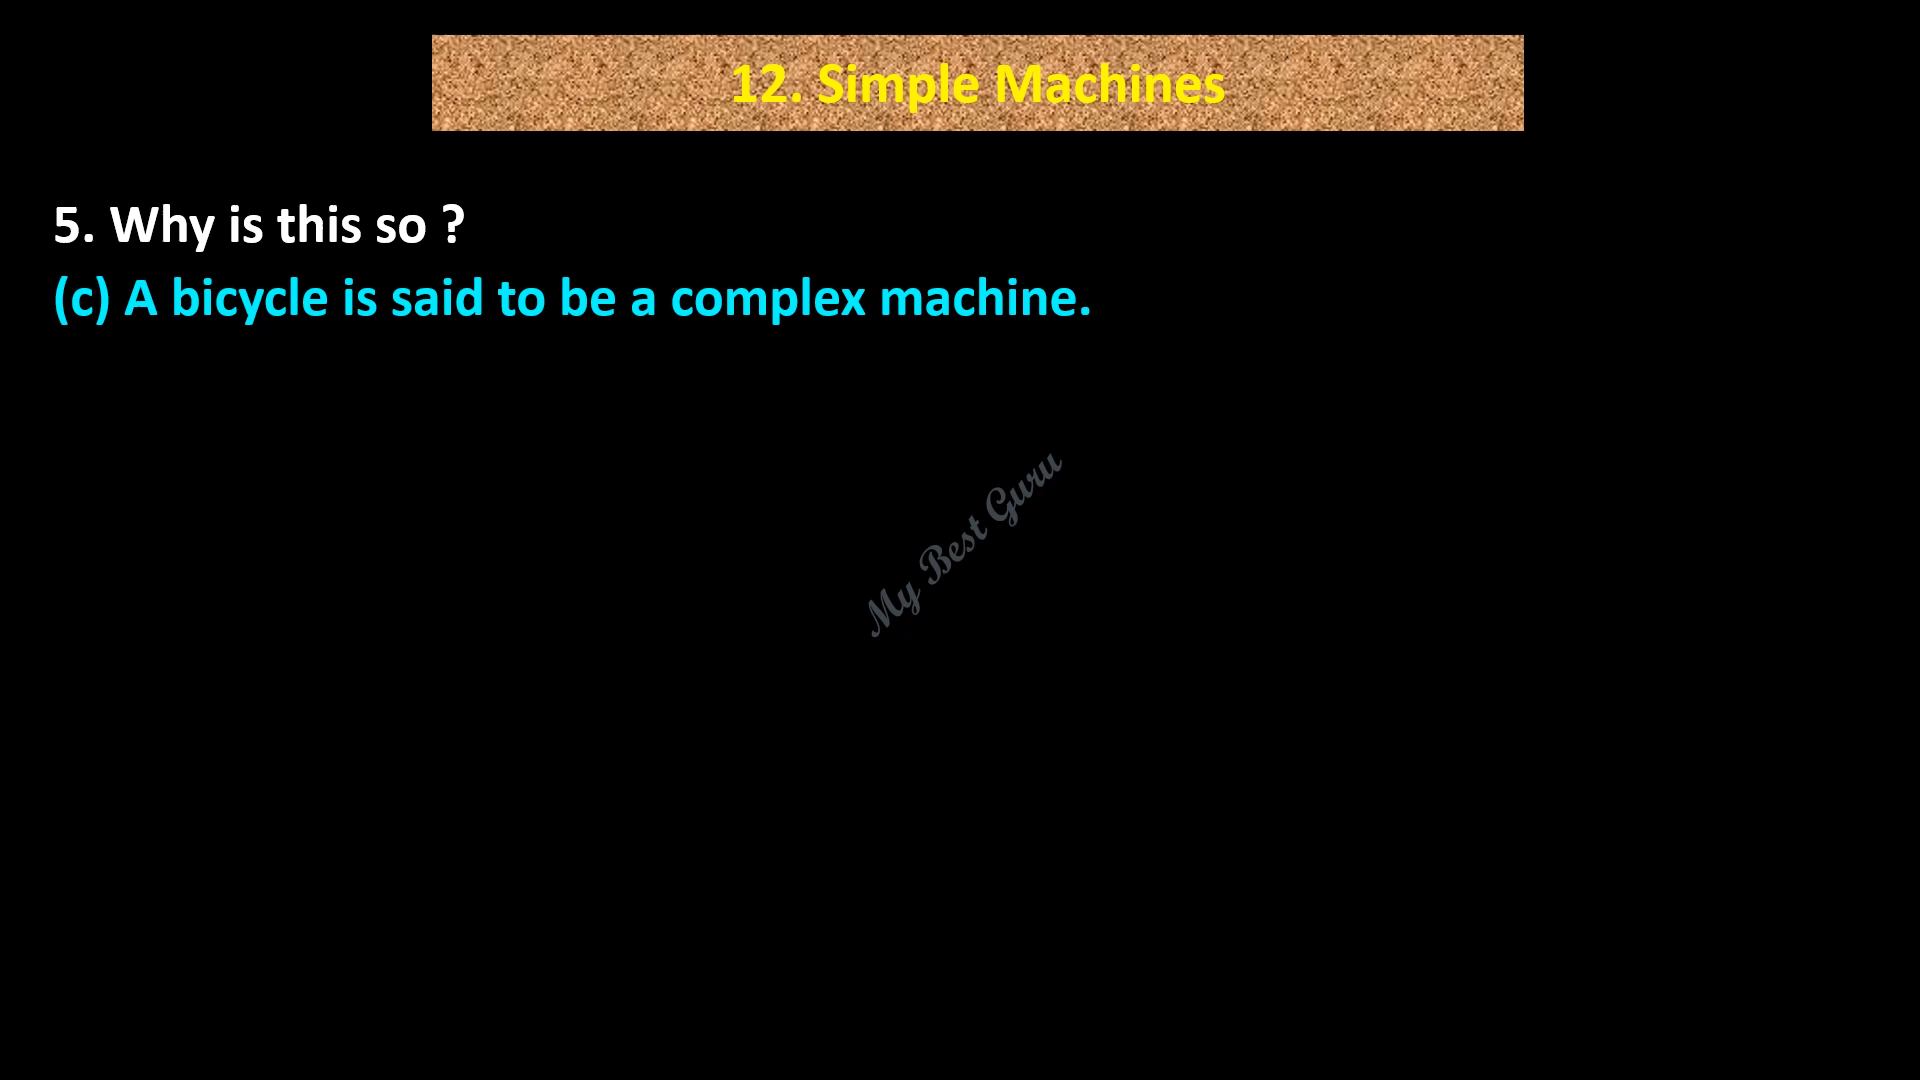 12. Simple Machines
5. Why is this so ?
(c) A bicycle is said to be a complex machine.
My Best Guru